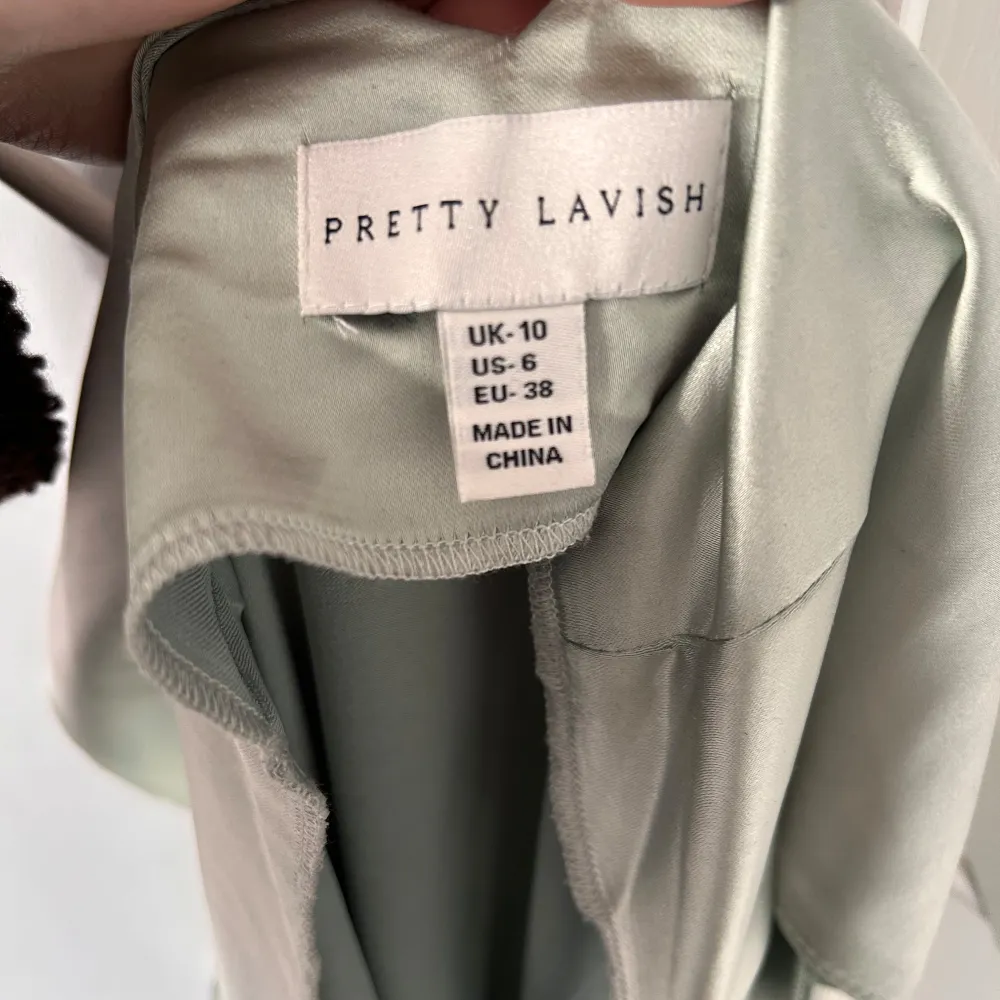 PRETTY LAVISH
UK- 10
US- 6
EU- 38
MADE IN
CHINA